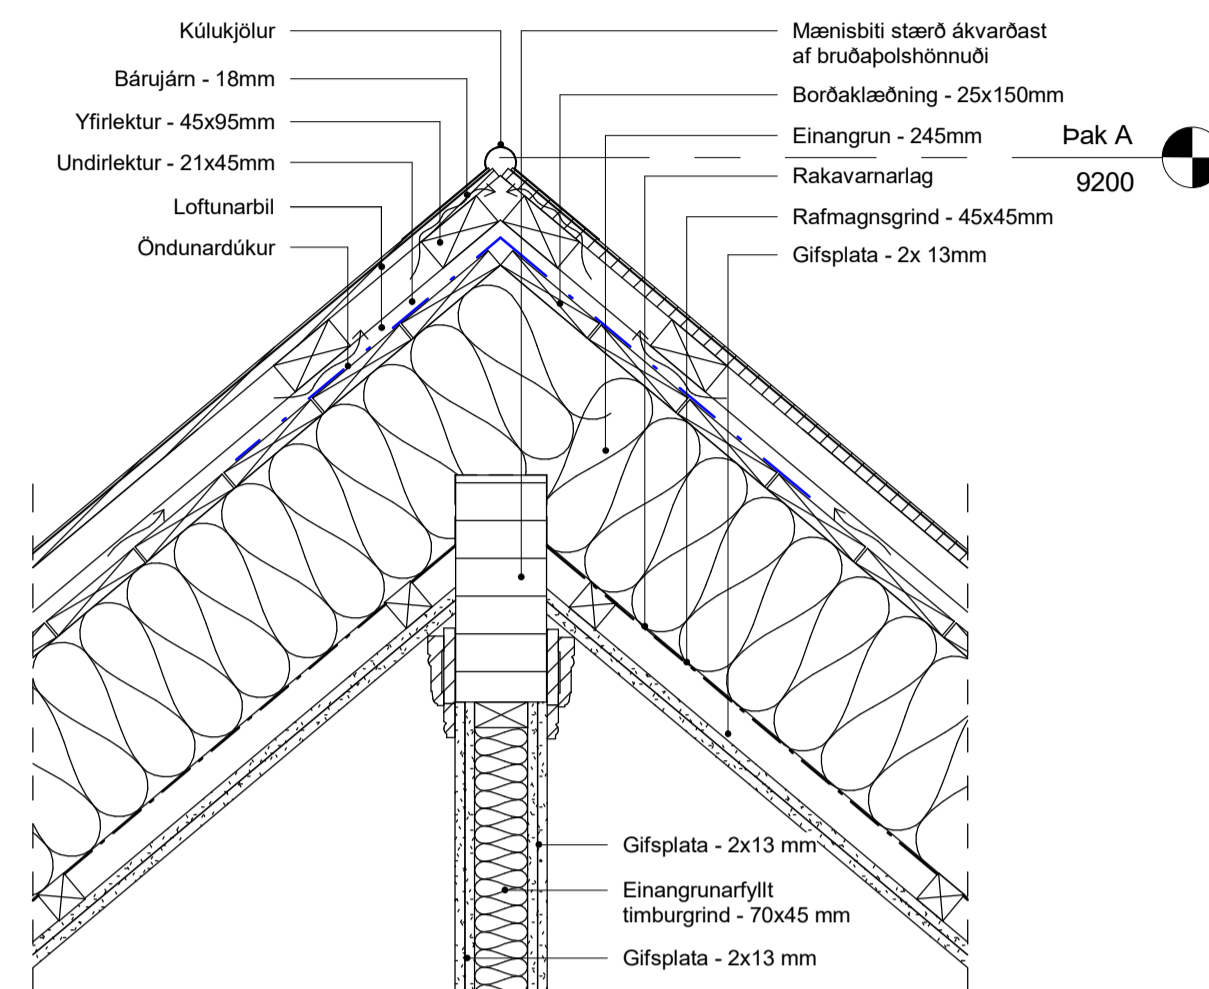 Kúlukjölur
Bárujárn - 18mm
Yfirlektur - 45x95mm
Undirlektur - 21x45mm
Loftunarbil
Öndunardúkur
Mænisbiti stærð ákvarðast
af bruðaþolshönnuði
Borðaklæðning - 25x150mm
Einangrun - 245mm
Rakavarnarlag
Rafmagnsgrind - 45x45mm
Gifsplata - 2x 13mm
Þak A
9200
Gifsplata - 2x13 mm
Einangrunarfyllt
timburgrind - 70x45 mm
Gifsplata - 2x13 mm